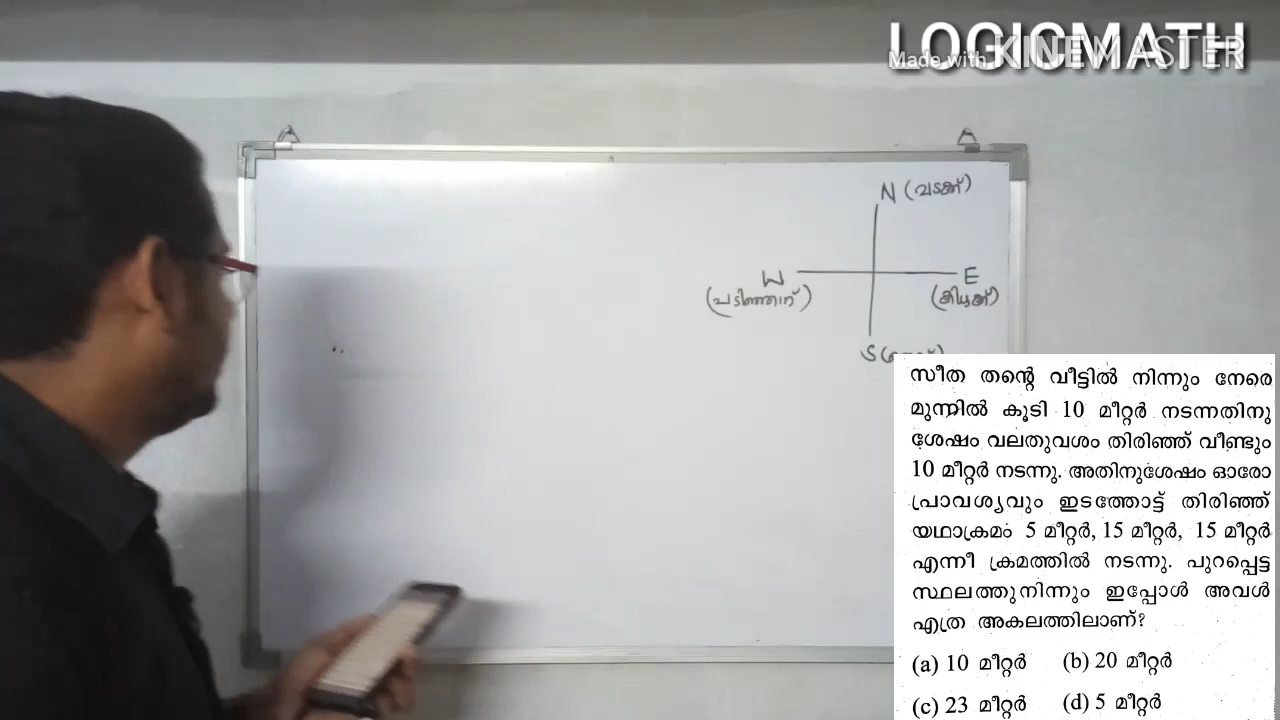 LOGICMATH
Made with KINEMASTER
N (വടക്ക്)
W
E
(പടിഞ്ഞാറ്)
(കിഴക്ക്)
S
സീത തന്റെ വീട്ടിൽ നിന്നും നേരെ
മുന്നിൽ കൂടി 10 മീറ്റർ നടന്നതിനു
ശേഷം വലതുവശം തിരിഞ്ഞ് വീണ്ടും
10 മീറ്റർ നടന്നു. അതിനുശേഷം ഓരോ
പ്രാവശ്യവും ഇടത്തോട്ട് തിരിഞ്ഞ്
യഥാക്രമം 5 മീറ്റർ, 15 മീറ്റർ, 15 മീറ്റർ
എന്നീ ക്രമത്തിൽ നടന്നു. പുറപ്പെട്ട
സ്ഥലത്തുനിന്നും ഇപ്പോൾ അവൾ
എത്ര അകലത്തിലാണ്?
(a) 10 മീറ്റർ (b) 20 മീറ്റർ
(c) 23 മീറ്റർ (d) 5 മീറ്റർ